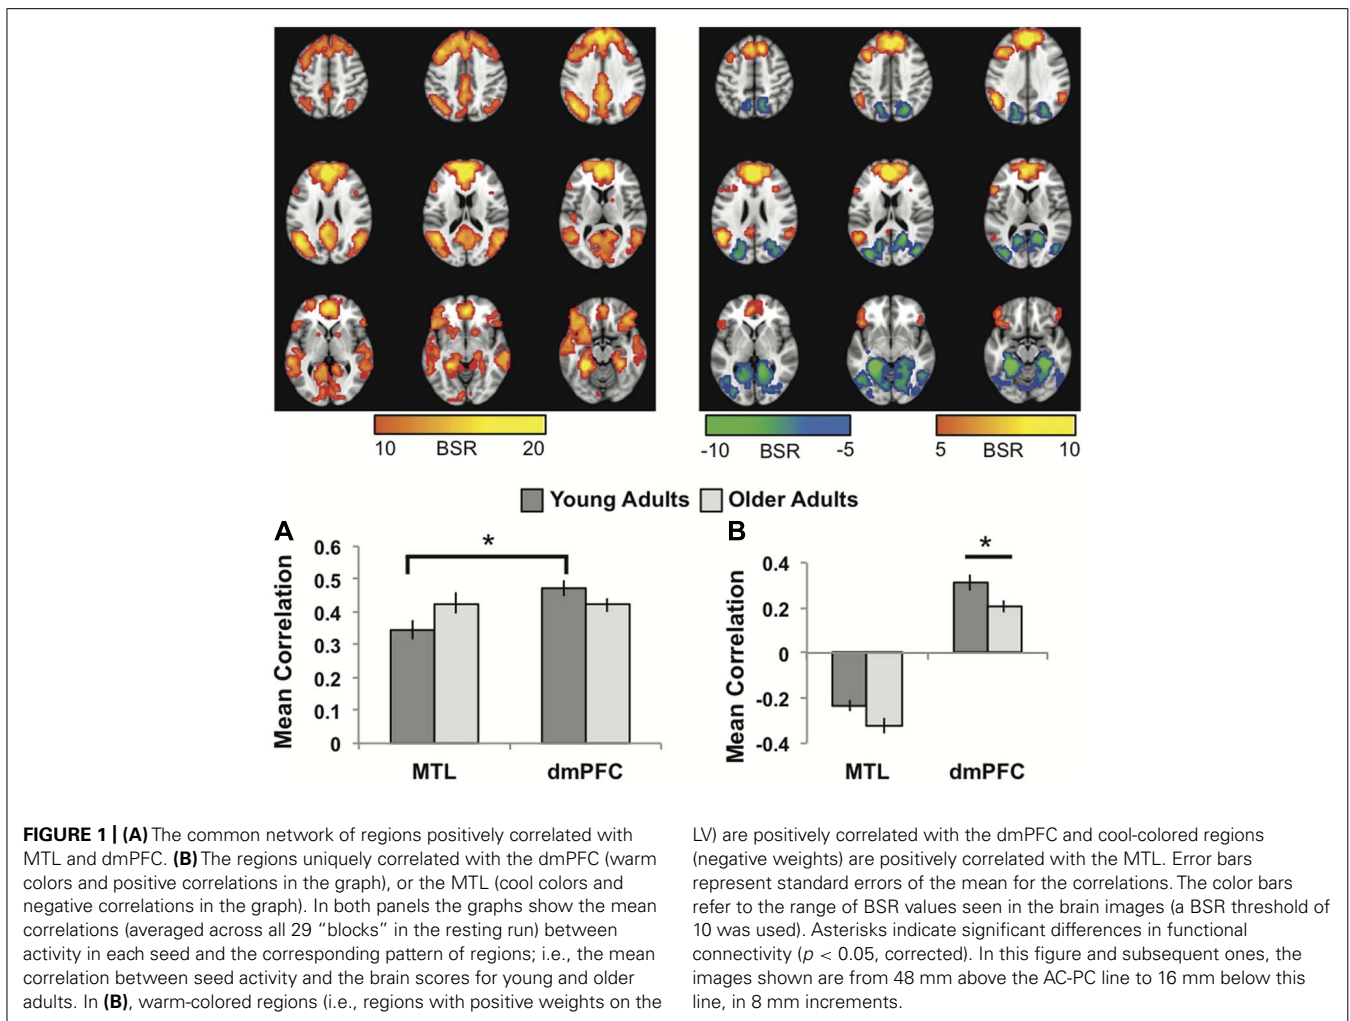 10 BSR 20
-10 BSR -5
5 BSR 10
Young Adults Older Adults
A
*
Mean Correlation
0.6
0.5
0.4
0.3
0.2
0.1
0
MTL dmPFC
B
*
Mean Correlation
0.4
0.2
0
-0.2
-0.4
MTL dmPFC
FIGURE 1 | (A) The common network of regions positively correlated with
MTL and dmPFC. (B) The regions uniquely correlated with the dmPFC (warm
colors and positive correlations in the graph), or the MTL (cool colors and
negative correlations in the graph). In both panels the graphs show the mean
correlations (averaged across all 29 “blocks” in the resting run) between
activity in each seed and the corresponding pattern of regions; i.e., the mean
correlation between seed activity and the brain scores for young and older
adults. In (B), warm-colored regions (i.e., regions with positive weights on the
LV) are positively correlated with the dmPFC and cool-colored regions
(negative weights) are positively correlated with the MTL. Error bars
represent standard errors of the mean for the correlations. The color bars
refer to the range of BSR values seen in the brain images (a BSR threshold of
10 was used). Asterisks indicate significant differences in functional
connectivity (p < 0.05, corrected). In this figure and subsequent ones, the
images shown are from 48 mm above the AC-PC line to 16 mm below this
line, in 8 mm increments.